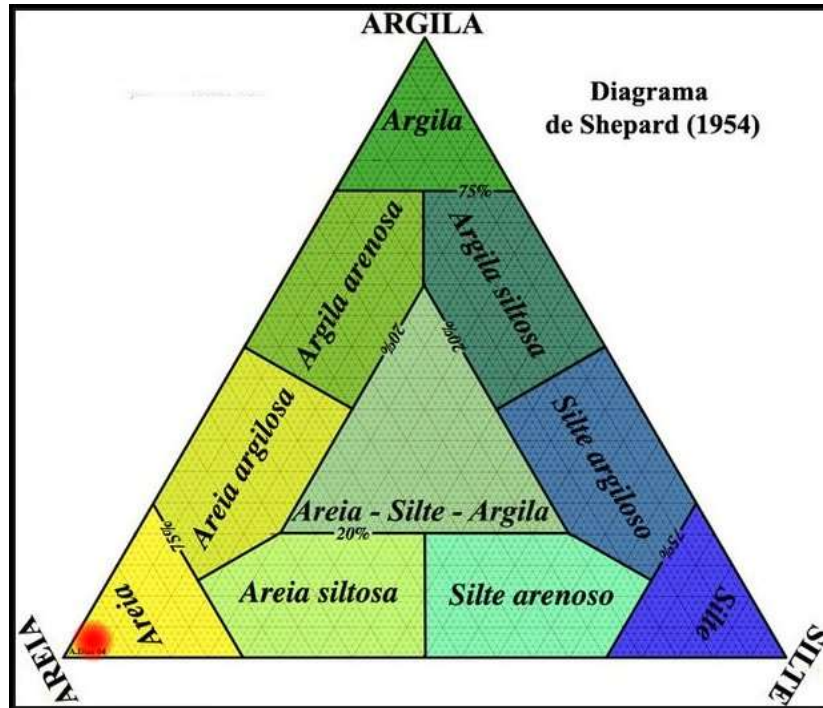 ARGILA
Diagrama
de Shepard (1954)
Argila
75%
Argila arenosa
Argila siltosa
20%
20%
Areia argilosa
Silte argiloso
Areia - Silte - Argila
20%
75%
75%
Areia
Areia siltosa
Silte arenoso
Silte
AREIA
SILTE